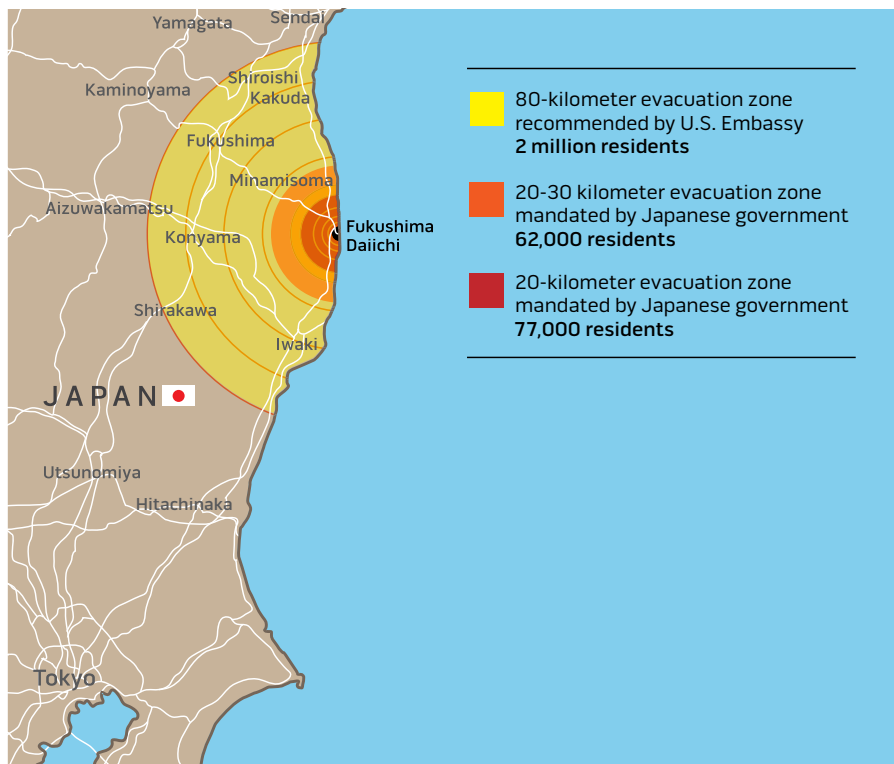 Yamagata
Sendai
Shiroishi
Kaminoyama
Kakuda
Fukushima
Minamisoma
Aizuwakamatsu
Konyama
Fukushima
Daiichi
Shirakawa
Iwaki
JAPAN
Utsunomiya
Hitachinaka
Tokyo
80-kilometer evacuation zone
recommended by U.S. Embassy
2 million residents
20-30 kilometer evacuation zone
mandated by Japanese government
62,000 residents
20-kilometer evacuation zone
mandated by Japanese government
77,000 residents